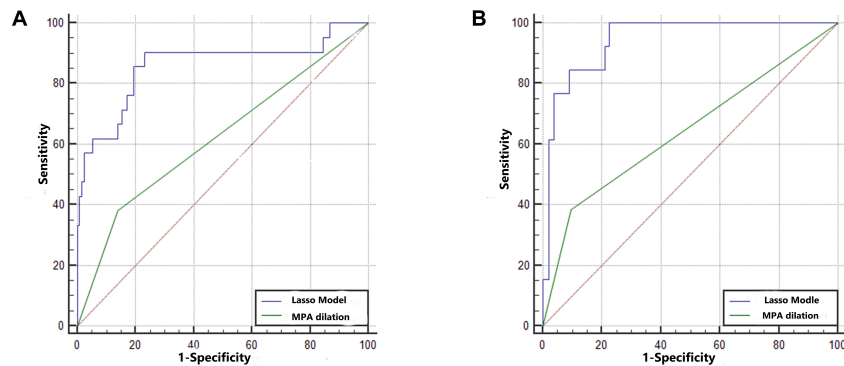 A
100
80
60
40
20
0
Sensitivity
0 20 40 60 80 100
1-Specificity
Lasso Model
MPA dilation
B
100
80
60
40
20
0
Sensitivity
0 20 40 60 80 100
1-Specificity
Lasso Modle
MPA dilation